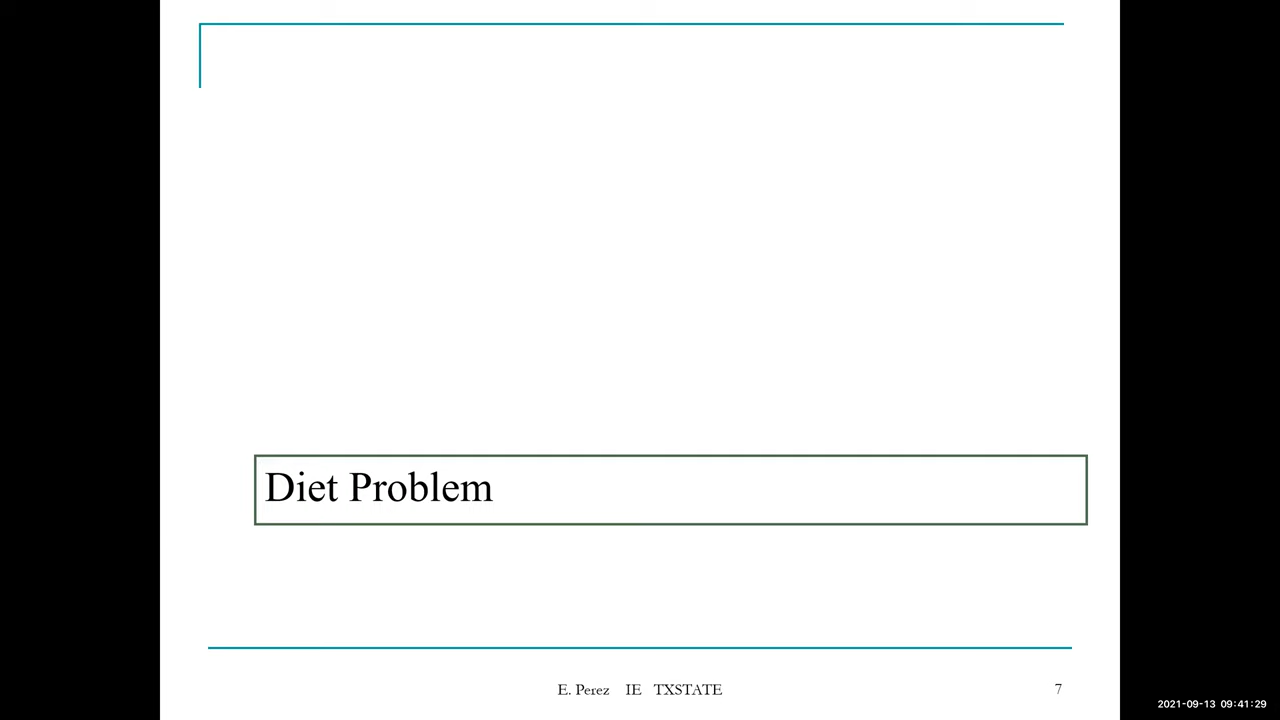 Diet Problem
E. Perez IE TXSTATE
7
2021-09-13 09:41:29